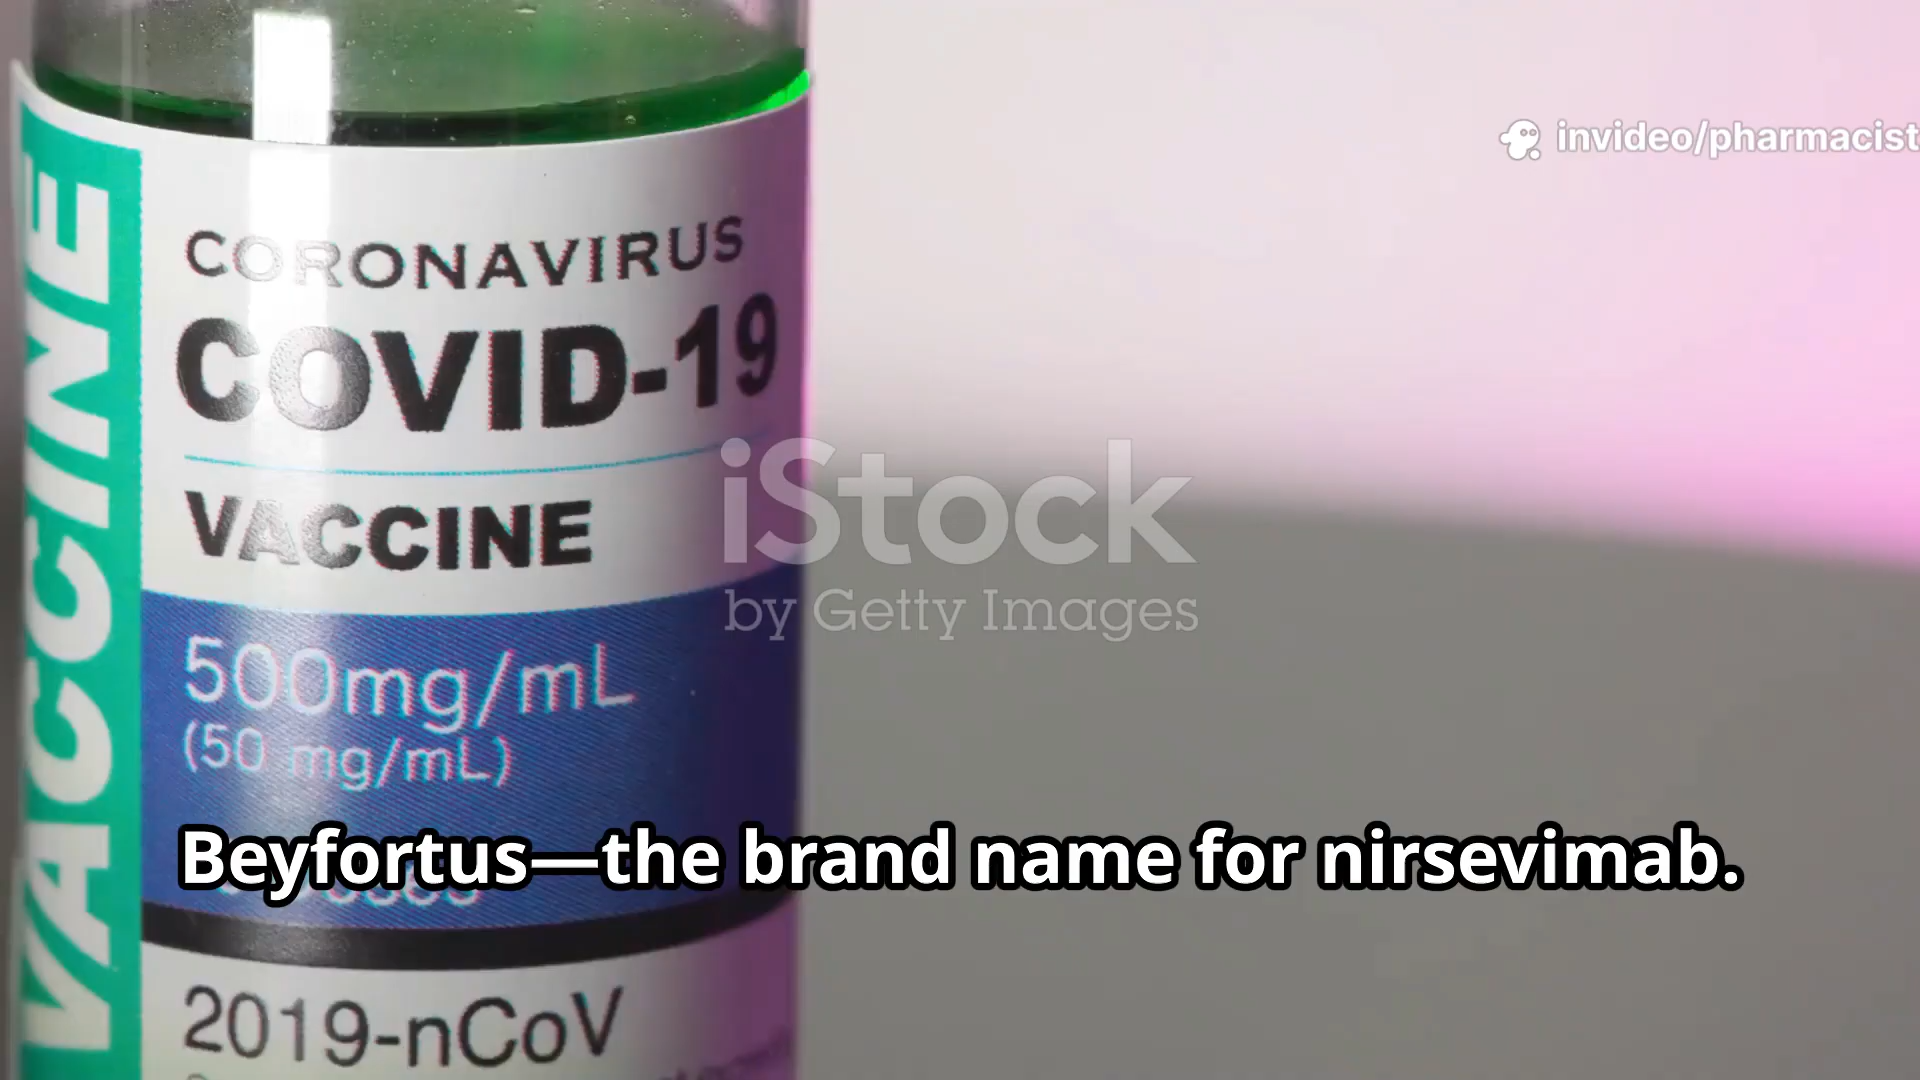 invideo/pharmacist
VACCINE
CORONAVIRUS
COVID-19
VACCINE
iStock
by Getty Images
500mg/mL
(50 mg/mL)
Beyfortus—the brand name for nirsevimab.
2019-nCoV